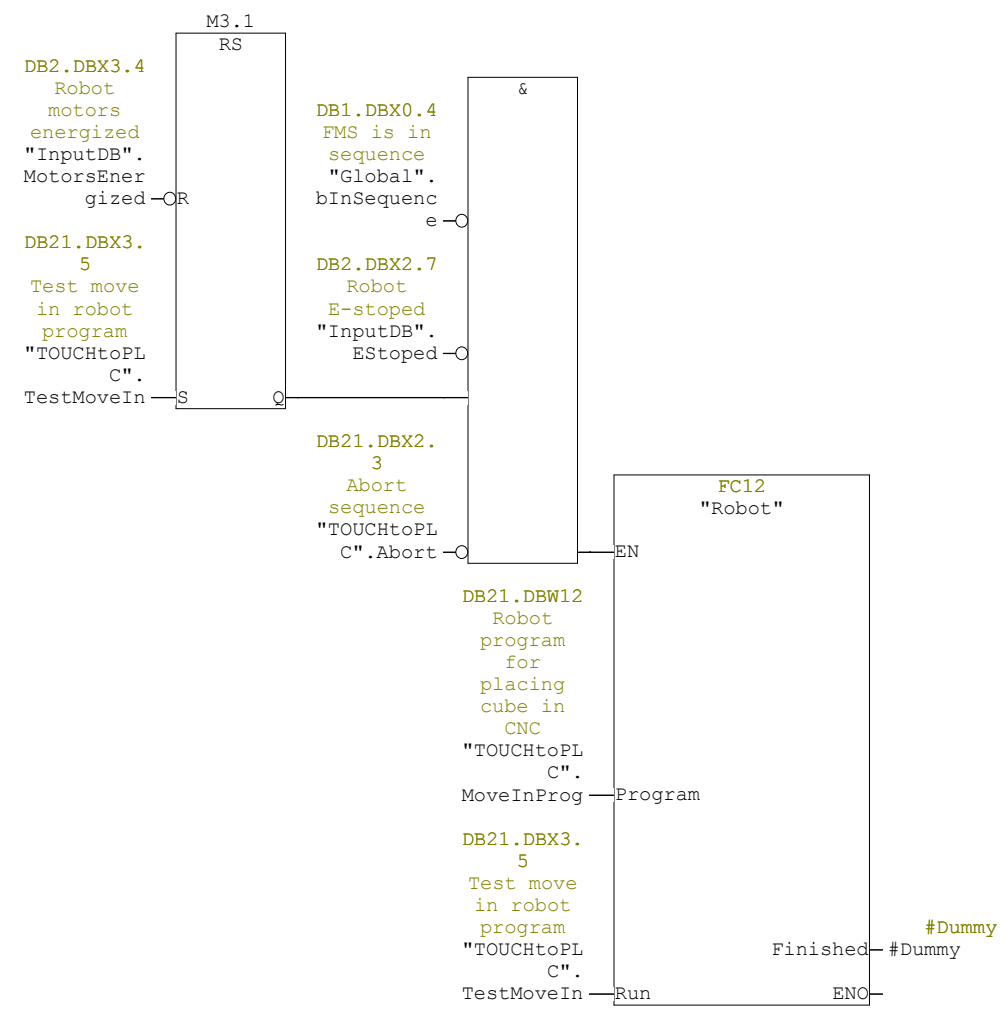 M3.1
RS
DB2.DBX3.4
Robot
motors
energized
"InputDB".
MotorsEner
gized
R
DB21.DBX3.
5
Test move
in robot
program
"TOUCHtoPL
C".
TestMoveIn
S
Q
&
DB1.DBX0.4
FMS is in
sequence
"Global".
bInSequenc
e
DB2.DBX2.7
Robot
E-stoped
"InputDB".
EStoped
DB21.DBX2.
3
Abort
sequence
"TOUCHtoPL
C".Abort
FC12
"Robot"
EN
DB21.DBW12
Robot
program
for
placing
cube in
CNC
"TOUCHtoPL
C".
MoveInProg
Program
DB21.DBX3.
5
Test move
in robot
program
"TOUCHtoPL
C".
TestMoveIn
Run
#Dummy
Finished
#Dummy
ENO